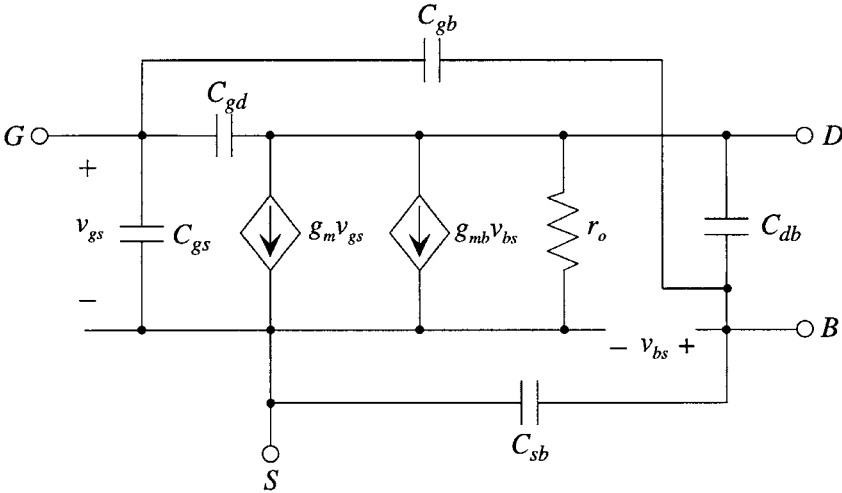 C_gb
C_gd
G
D
+
v_gs
C_gs
g_m v_gs
g_mb v_bs
r_o
C_db
−
− v_bs +
B
C_sb
S